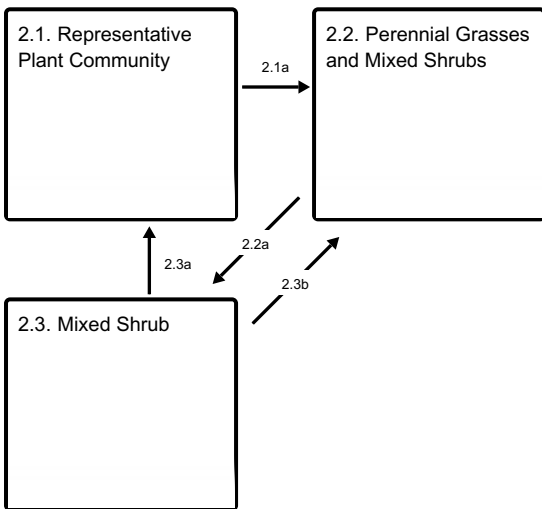 2.1. Representative
Plant Community
2.2. Perennial Grasses
and Mixed Shrubs
2.1a
2.2a
2.3a
2.3b
2.3. Mixed Shrub